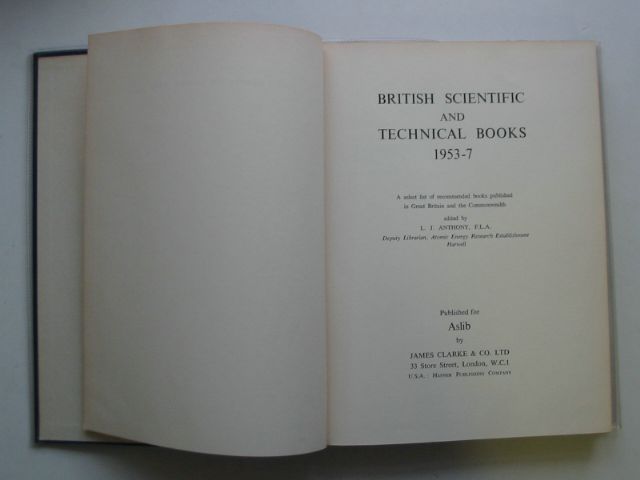 BRITISH SCIENTIFIC
AND
TECHNICAL BOOKS
1953-7
A select list of recommended books published
in Great Britain and the Commonwealth
edited by
L. J. ANTHONY, F.L.A.
Deputy Librarian, Atomic Energy Research Establishment
Harwell
Published for
Aslib
by
JAMES CLARKE & CO. LTD
33 Store Street, London, W.C.1
U.S.A.: HAFNER PUBLISHING COMPANY